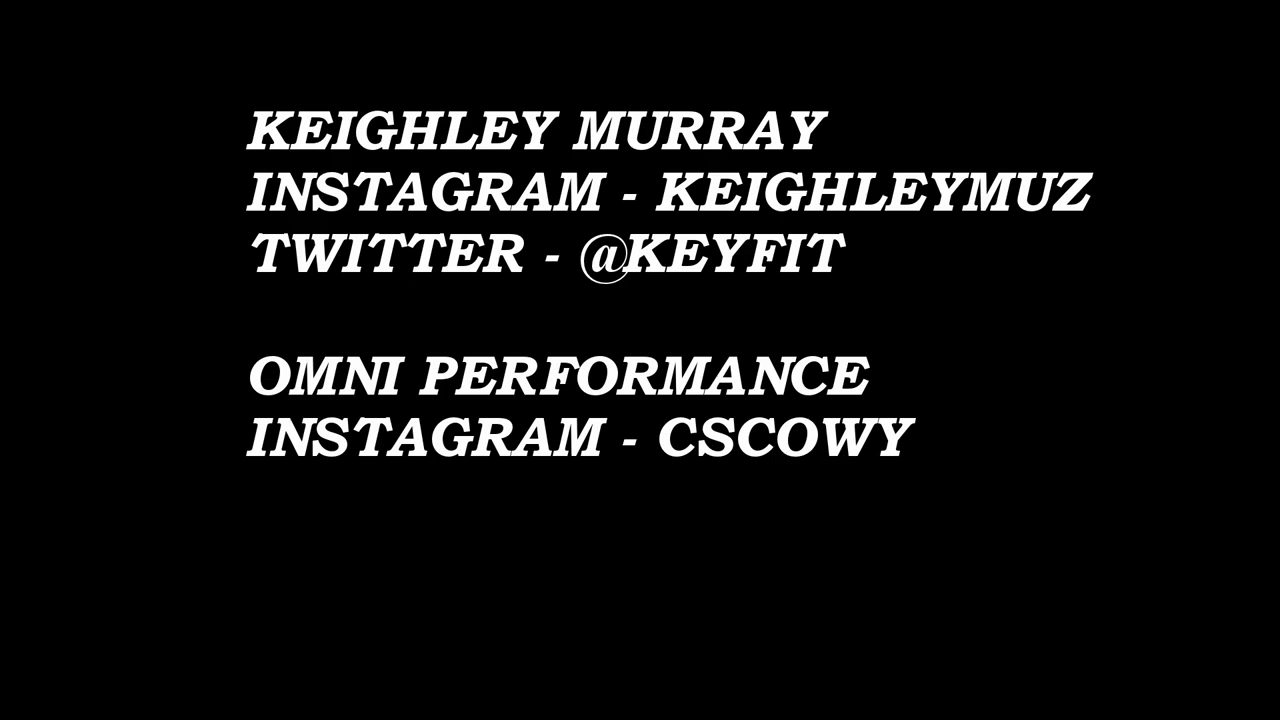 KEIGHLEY MURRAY
INSTAGRAM - KEIGHLEYMUZ
TWITTER - @KEYFIT
OMNI PERFORMANCE
INSTAGRAM - CSCOWY